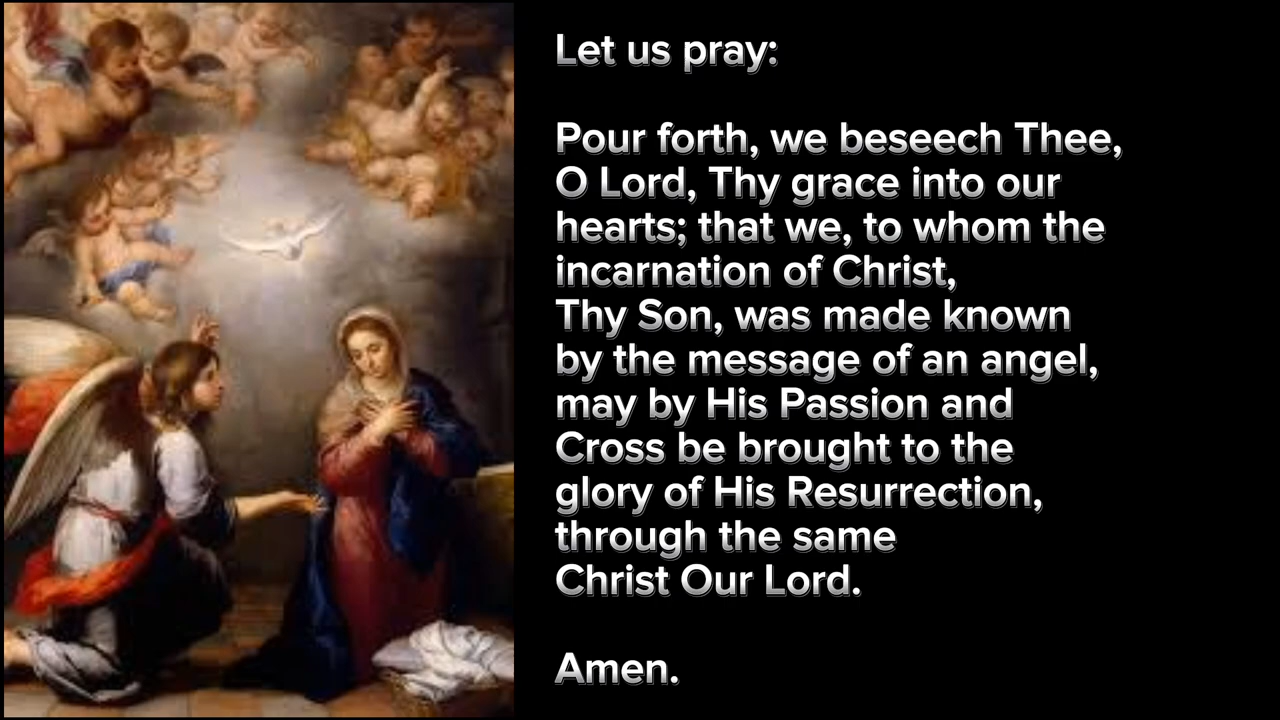 Let us pray:
Pour forth, we beseech Thee,
O Lord, Thy grace into our
hearts; that we, to whom the
incarnation of Christ,
Thy Son, was made known
by the message of an angel,
may by His Passion and
Cross be brought to the
glory of His Resurrection,
through the same
Christ Our Lord.
Amen.